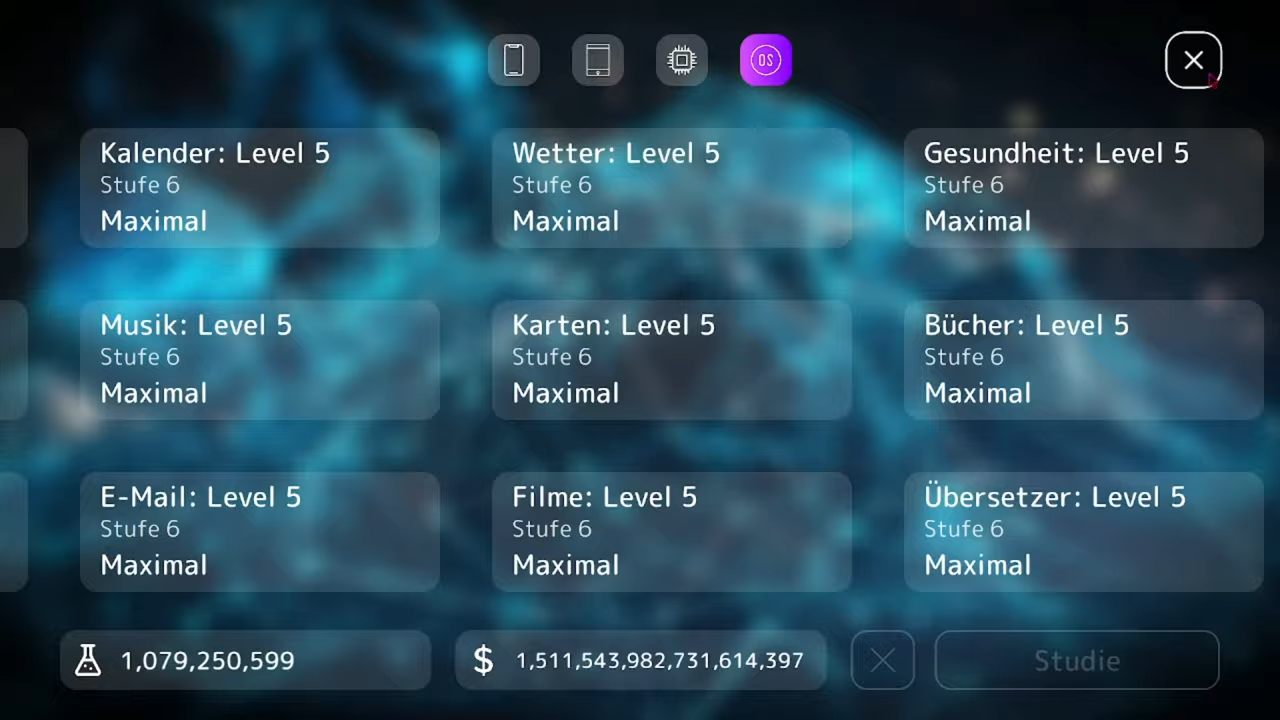 OS
Kalender: Level 5
Stufe 6
Maximal
Wetter: Level 5
Stufe 6
Maximal
Gesundheit: Level 5
Stufe 6
Maximal
Musik: Level 5
Stufe 6
Maximal
Karten: Level 5
Stufe 6
Maximal
Bücher: Level 5
Stufe 6
Maximal
E-Mail: Level 5
Stufe 6
Maximal
Filme: Level 5
Stufe 6
Maximal
Übersetzer: Level 5
Stufe 6
Maximal
1,079,250,599
$ 1,511,543,982,731,614,397
Studie